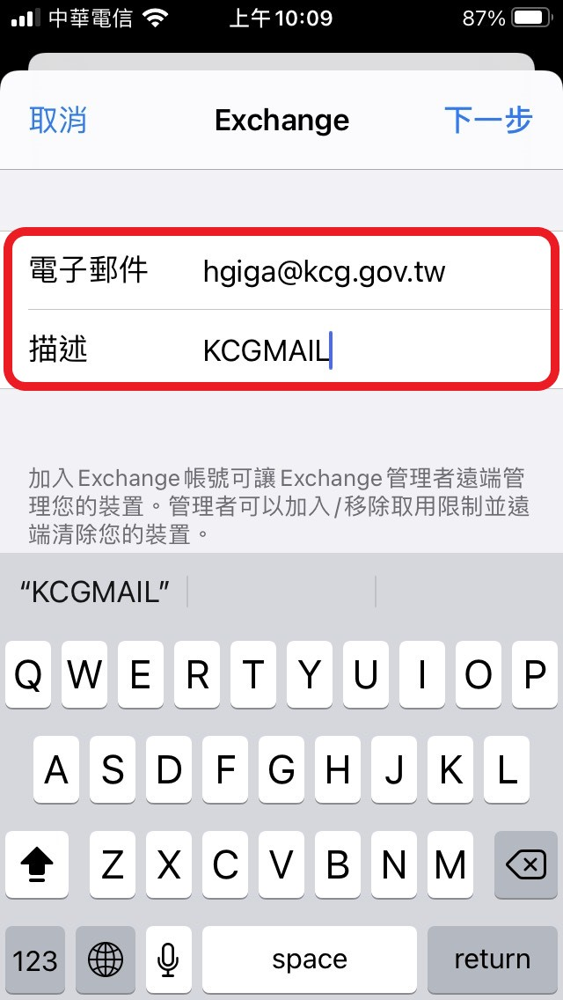 中華電信 上午10:09 87%
取消 Exchange 下一步
電子郵件 hgiga@kcg.gov.tw
描述 KCGMAIL
加入Exchange帳號可讓Exchange管理者遠端管
理您的裝置。管理者可以加入/移除取用限制並遠
端清除您的裝置。
“KCGMAIL”
Q W E R T Y U I O P
A S D F G H J K L
Z X C V B N M
123 space return